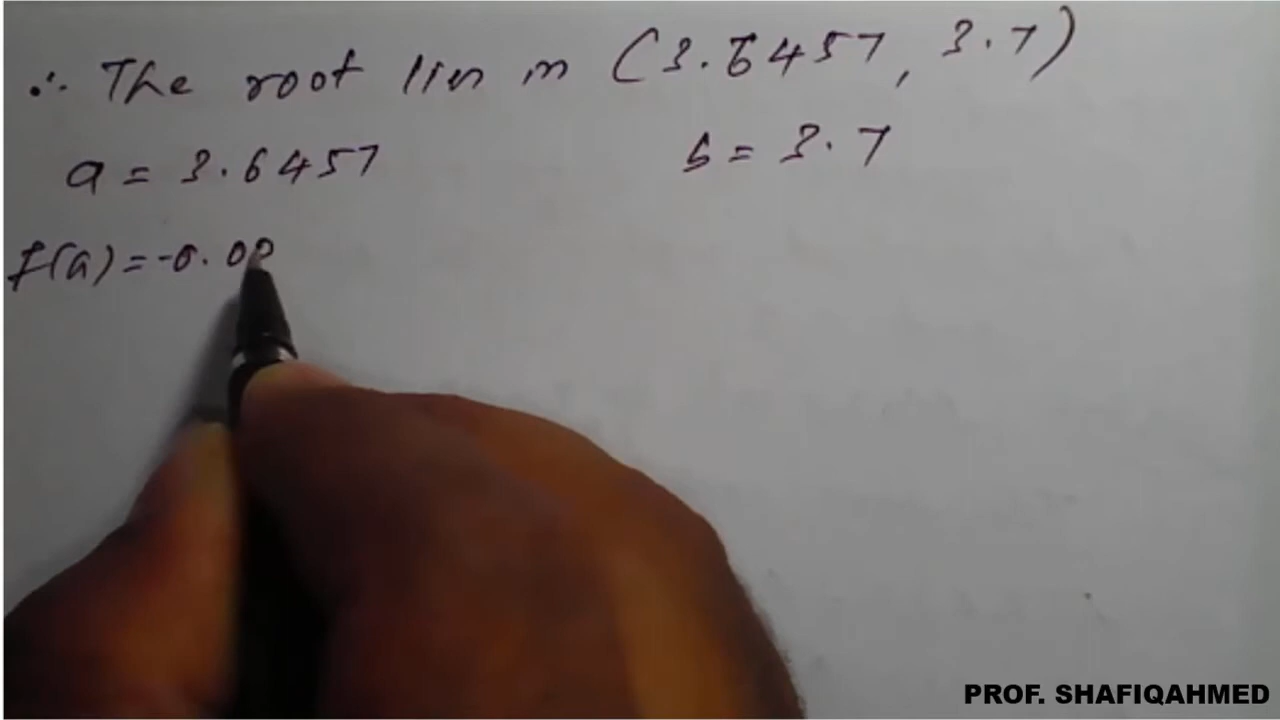 ∴ The root lies in (3.6457, 3.7)
a = 3.6457 b = 3.7
f(a) = -0.00
PROF. SHAFIQAHMED